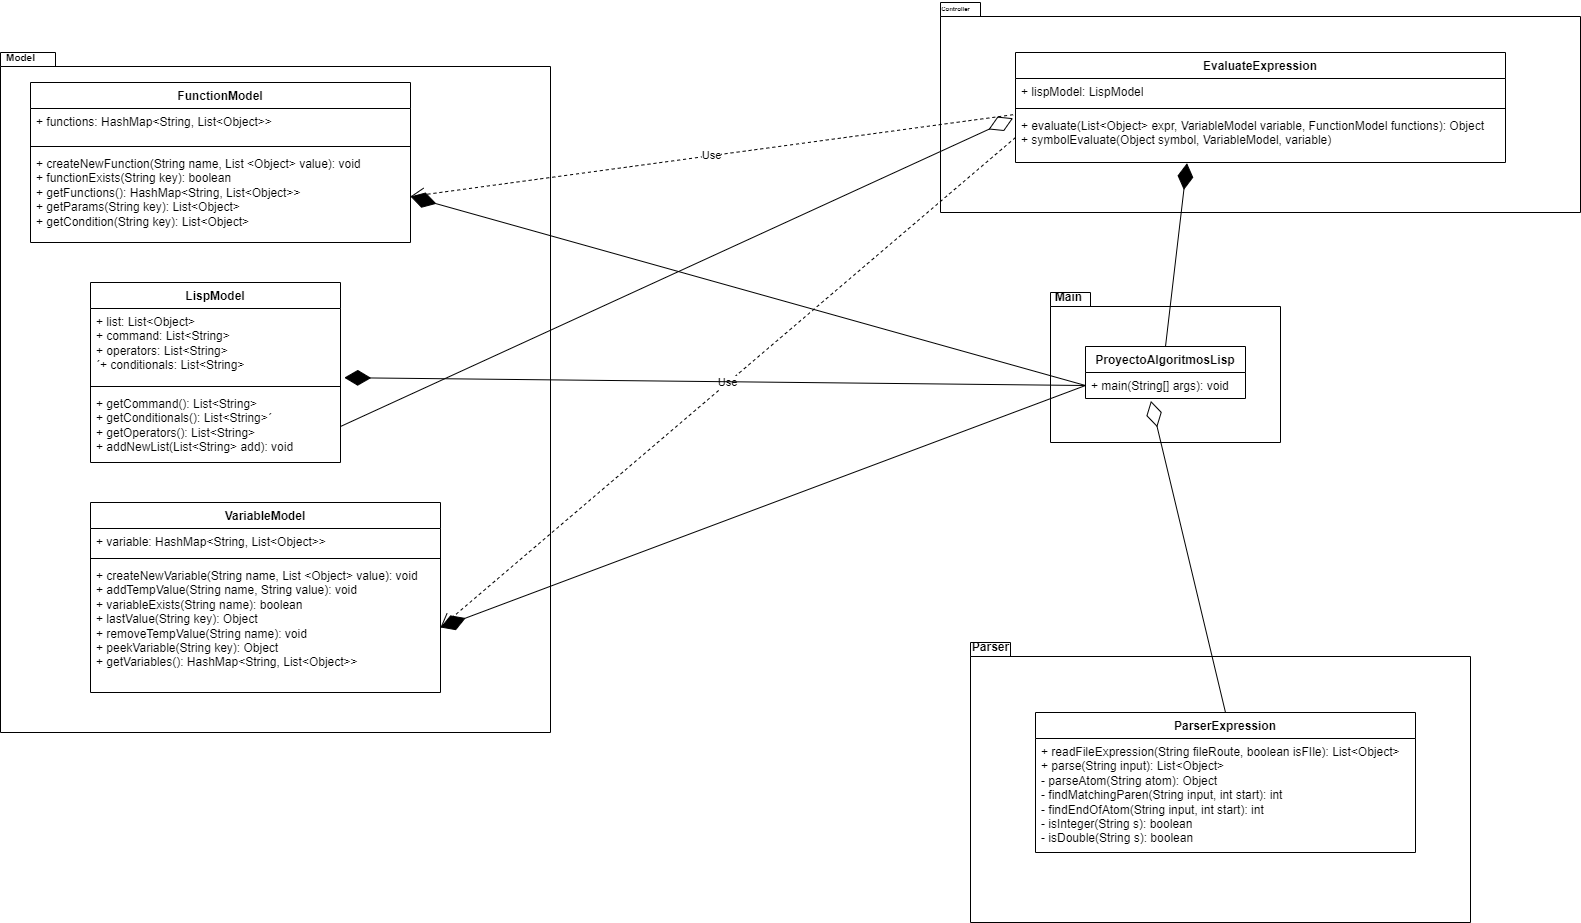 Controller
EvaluateExpression
+ lispModel: LispModel
+ evaluate(List<Object> expr, VariableModel variable, FunctionModel functions): Object
+ symbolEvaluate(Object symbol, VariableModel, variable)
Model
FunctionModel
+ functions: HashMap<String, List<Object>>
+ createNewFunction(String name, List <Object> value): void
+ functionExists(String key): boolean
+ getFunctions(): HashMap<String, List<Object>>
+ getParams(String key): List<Object>
+ getCondition(String key): List<Object>
Use
LispModel
+ list: List<Object>
+ command: List<String>
+ operators: List<String>
´+ conditionals: List<String>
+ getCommand(): List<String>
+ getConditionals(): List<String>´
+ getOperators(): List<String>
+ addNewList(List<String> add): void
Use
Main
ProyectoAlgoritmosLisp
+ main(String[] args): void
VariableModel
+ variable: HashMap<String, List<Object>>
+ createNewVariable(String name, List <Object> value): void
+ addTempValue(String name, String value): void
+ variableExists(String name): boolean
+ lastValue(String key): Object
+ removeTempValue(String name): void
+ peekVariable(String key): Object
+ getVariables(): HashMap<String, List<Object>>
Parser
ParserExpression
+ readFileExpression(String fileRoute, boolean isFIle): List<Object>
+ parse(String input): List<Object>
- parseAtom(String atom): Object
- findMatchingParen(String input, int start): int
- findEndOfAtom(String input, int start): int
- isInteger(String s): boolean
- isDouble(String s): boolean